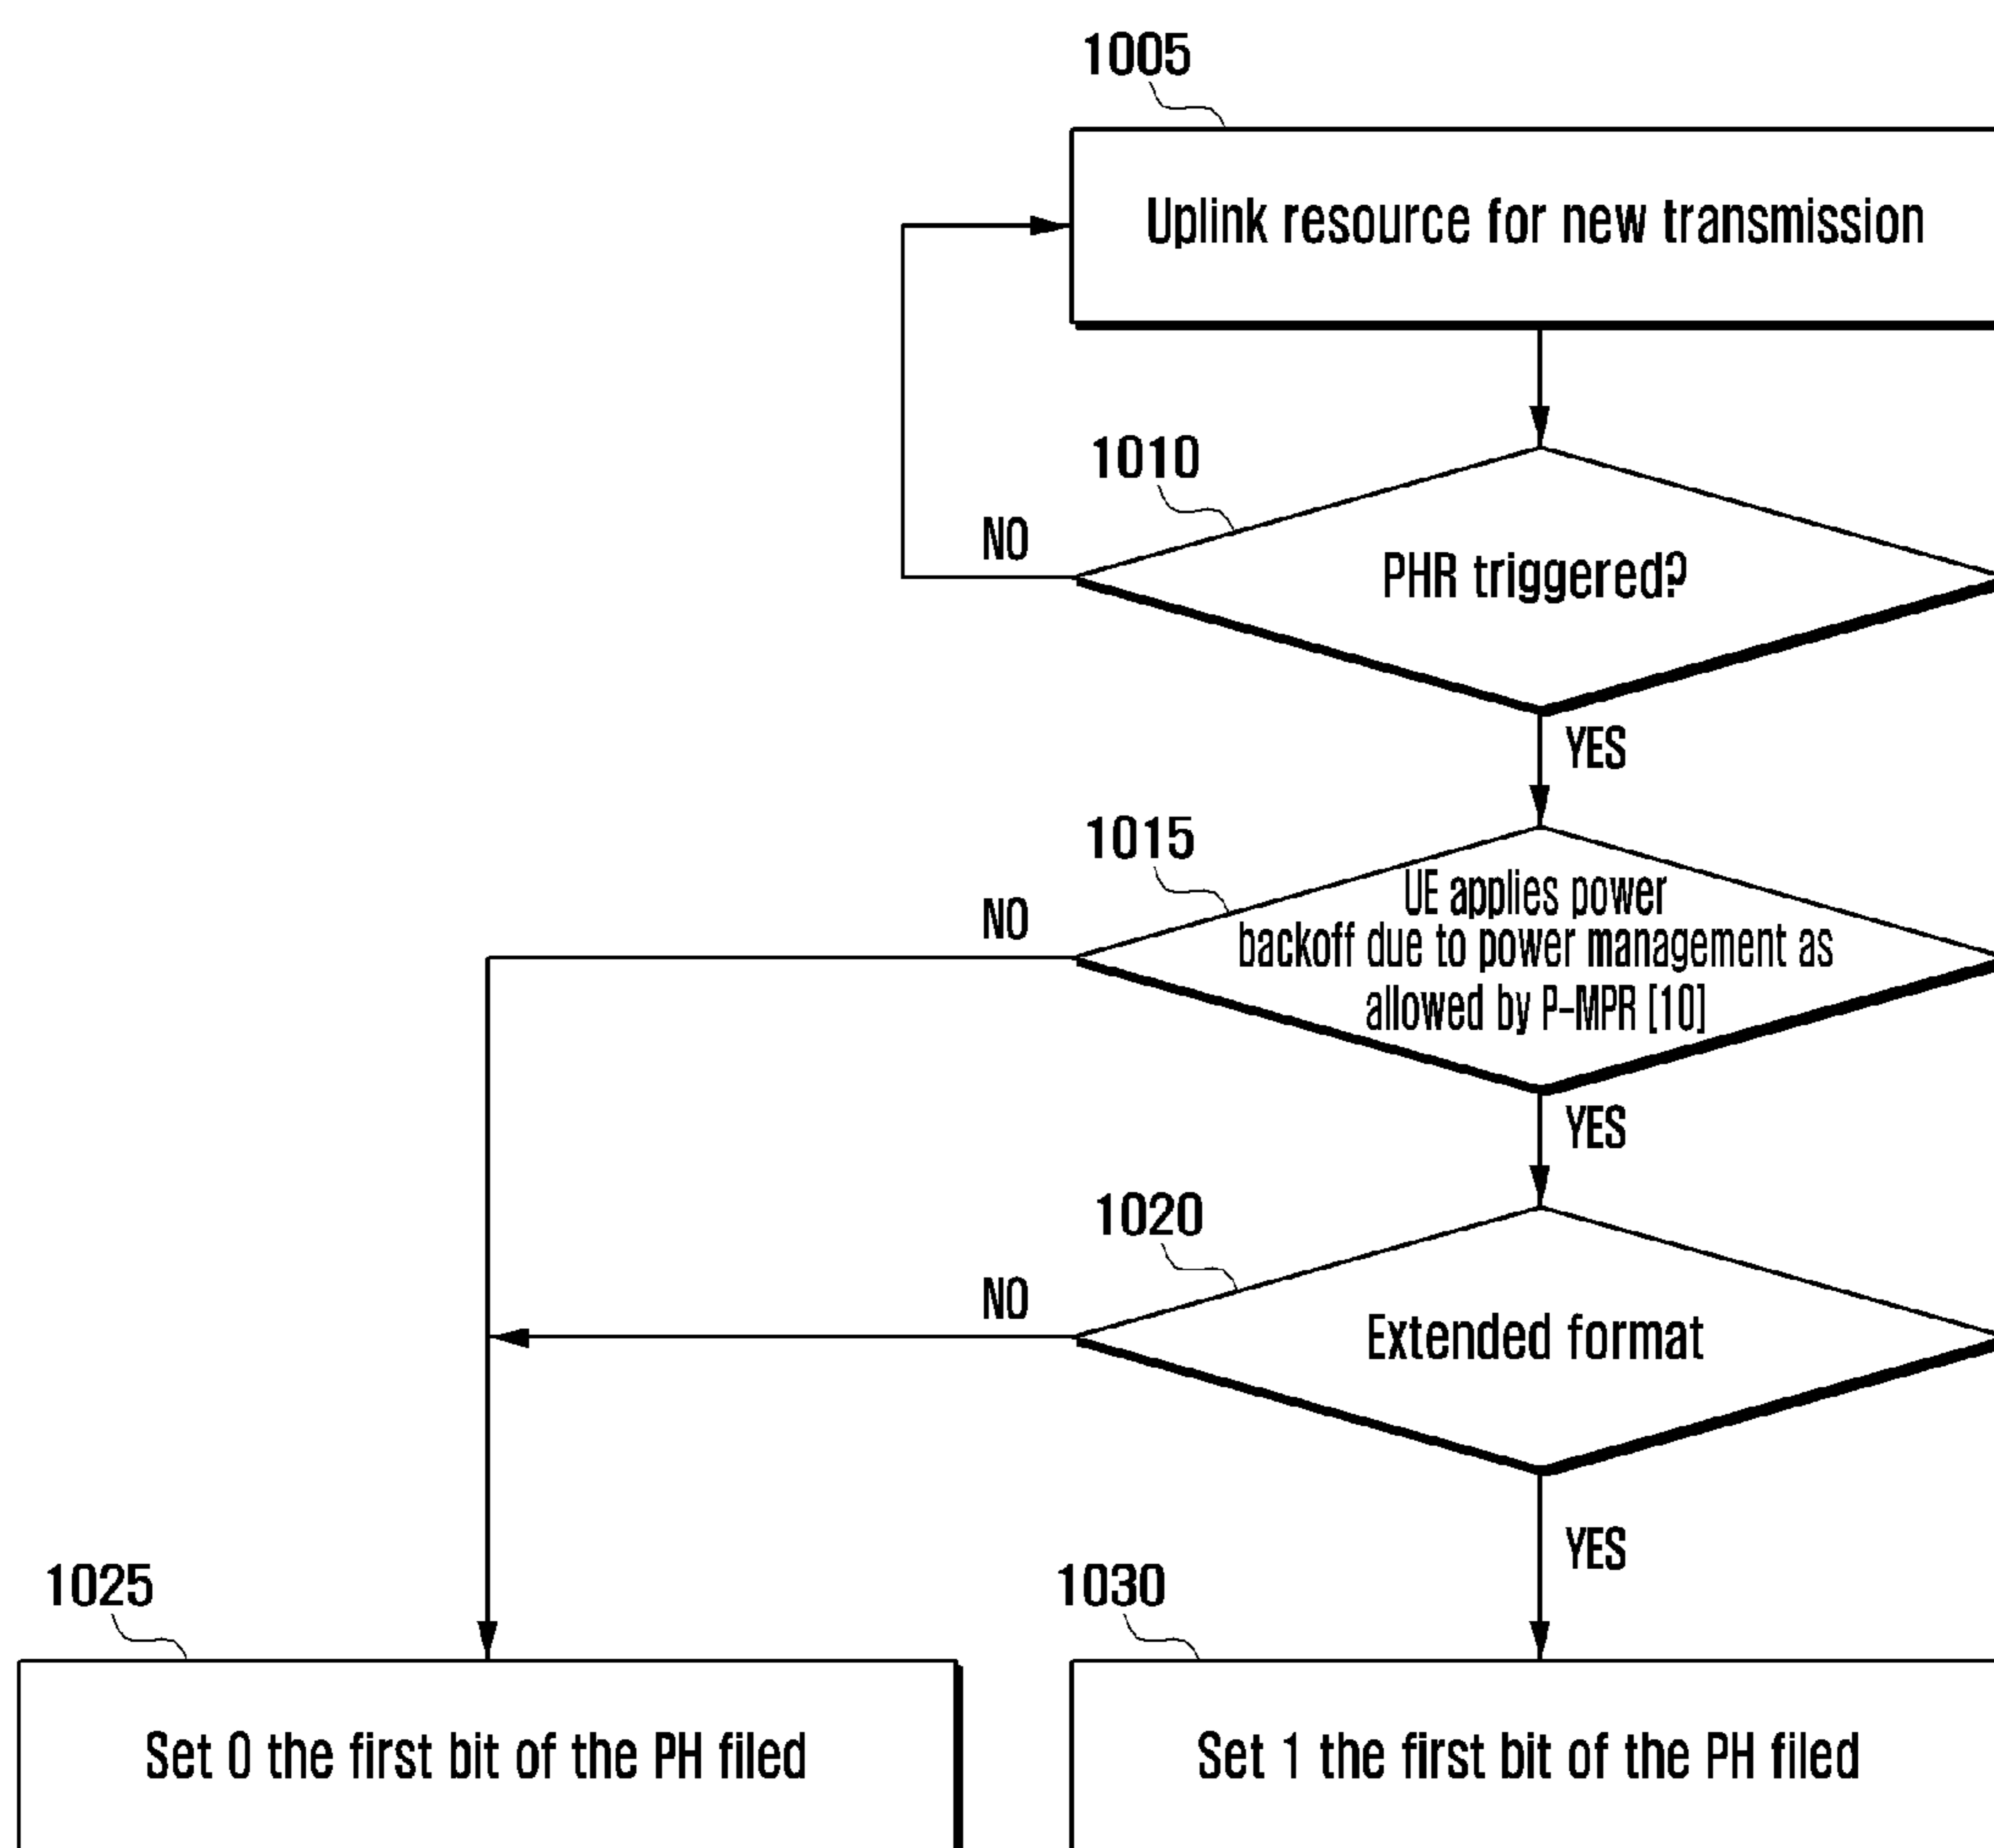 1005
Uplink resource for new transmission
1010
NO
PHR triggered?
YES
1015
NO
UE applies power
backoff due to power management as
allowed by P-MPR [10]
YES
1020
NO
Extended format
YES
1025
1030
Set 0 the first bit of the PH filed
Set 1 the first bit of the PH filed